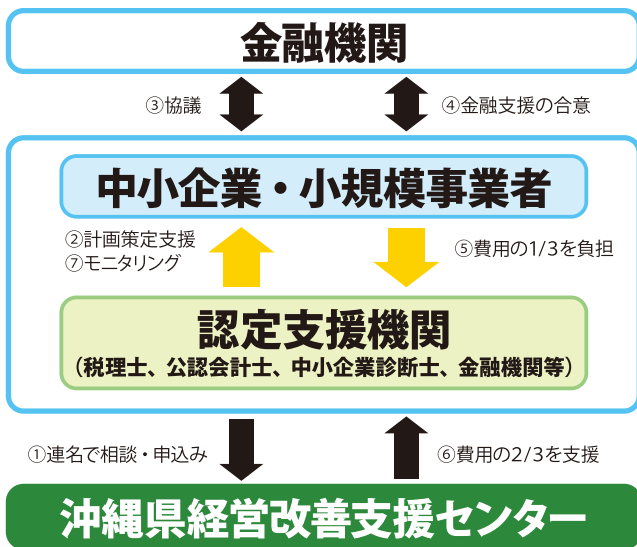 金融機関
③協議
④金融支援の合意
中小企業・小規模事業者
②計画策定支援
⑦モニタリング
⑤費用の1/3を負担
認定支援機関
(税理士、公認会計士、中小企業診断士、金融機関等)
①連名で相談・申込み
⑥費用の2/3を支援
沖縄県経営改善支援センター